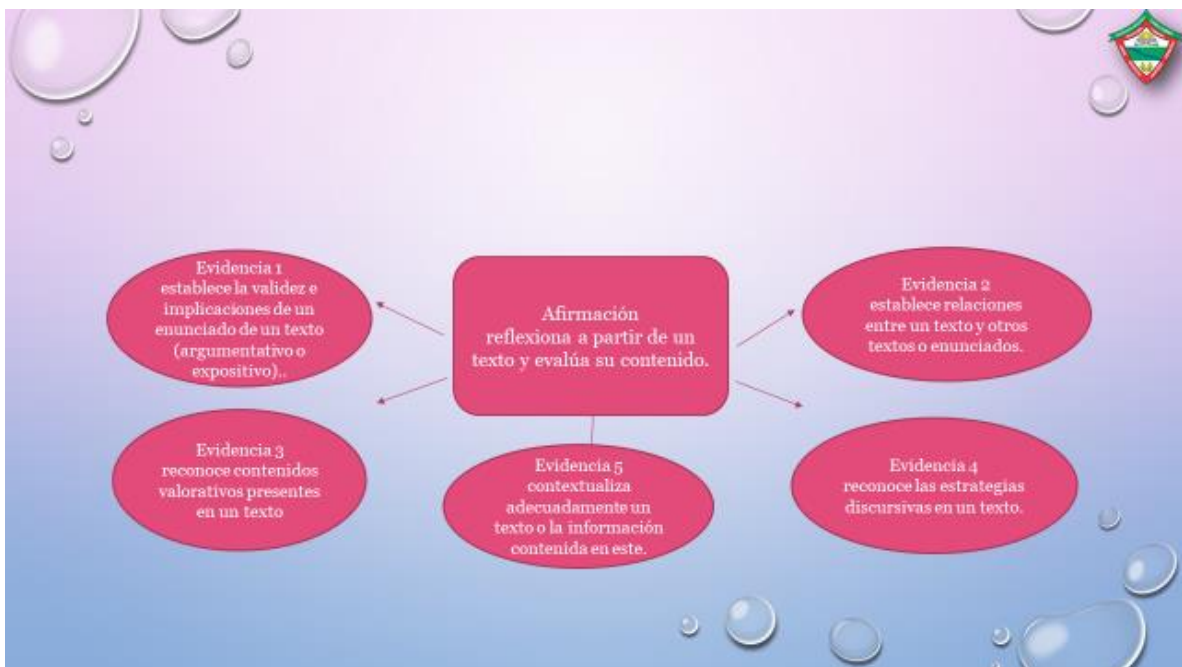 Evidencia 1
establece la validez e
implicaciones de un
enunciado de un texto
(argumentativo o
expositivo)..
Afirmación
reflexiona a partir de un
texto y evalúa su contenido.
Evidencia 2
establece relaciones
entre un texto y otros
textos o enunciados.
Evidencia 3
reconoce contenidos
valorativos presentes
en un texto
Evidencia 5
contextualiza
adecuadamente un
texto o la información
contenida en este.
Evidencia 4
reconoce las estrategias
discursivas en un texto.